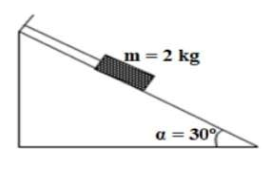 m = 2 kg
α = 30°